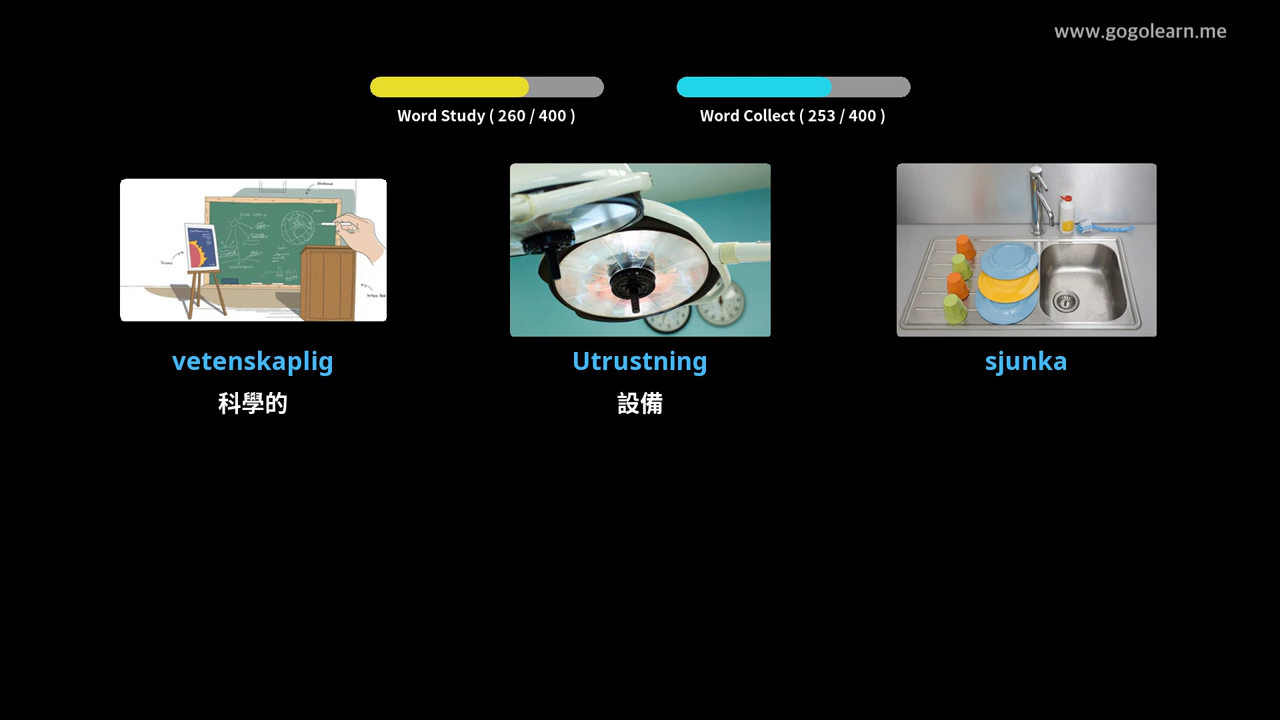 www.gogolearn.me
Word Study ( 260 / 400 )
Word Collect ( 253 / 400 )
vetenskaplig
科學的
Utrustning
設備
sjunka